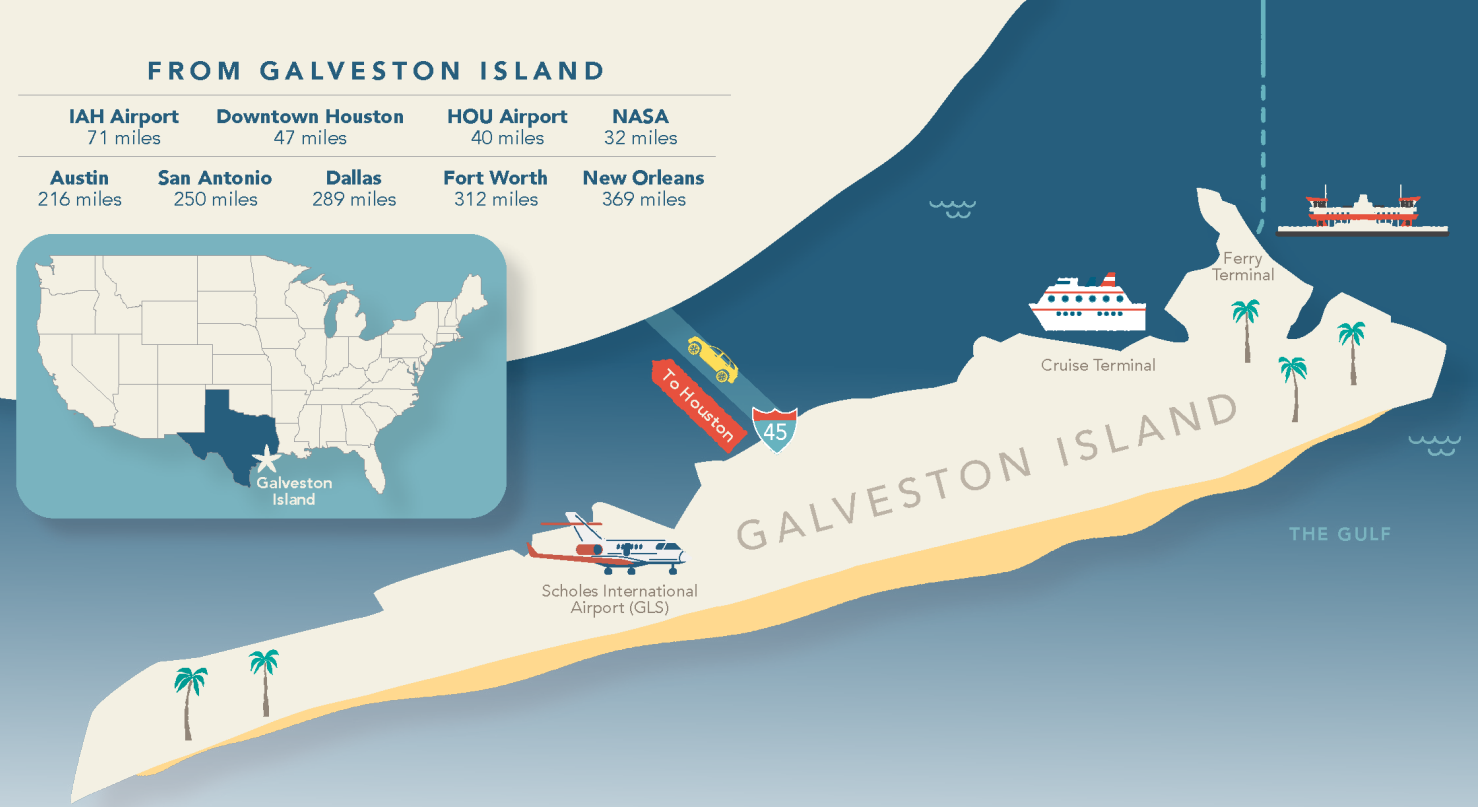 FROM GALVESTON ISLAND
IAH Airport Downtown Houston HOU Airport NASA
71 miles 47 miles 40 miles 32 miles
Austin San Antonio Dallas Fort Worth New Orleans
216 miles 250 miles 289 miles 312 miles 369 miles
Galveston
Island
Ferry
Terminal
Cruise Terminal
To Houston
45
GALVESTON ISLAND
THE GULF
Scholes International
Airport (GLS)